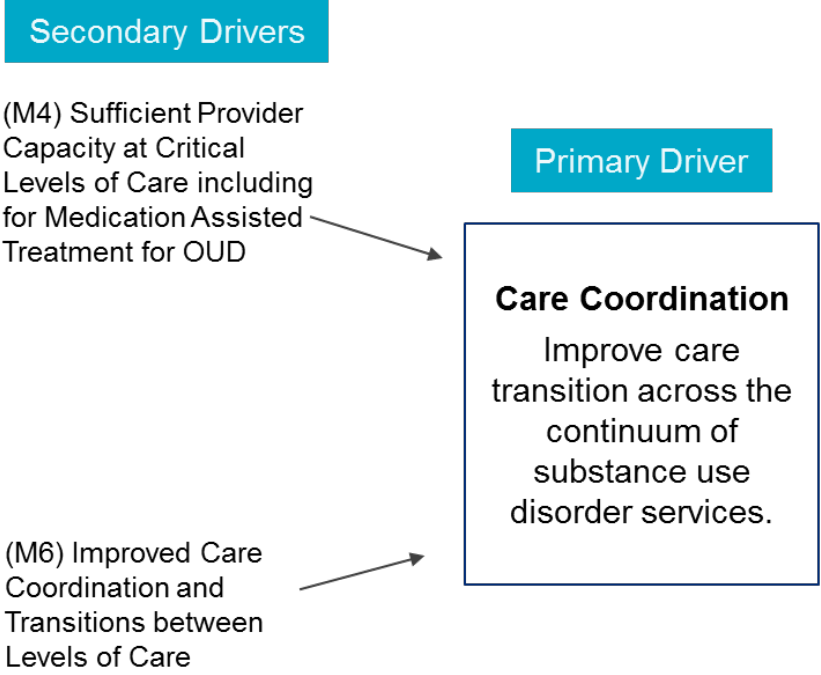 Secondary Drivers
(M4) Sufficient Provider
Capacity at Critical
Levels of Care including
for Medication Assisted
Treatment for OUD
Primary Driver
Care Coordination
Improve care
transition across the
continuum of
substance use
disorder services.
(M6) Improved Care
Coordination and
Transitions between
Levels of Care